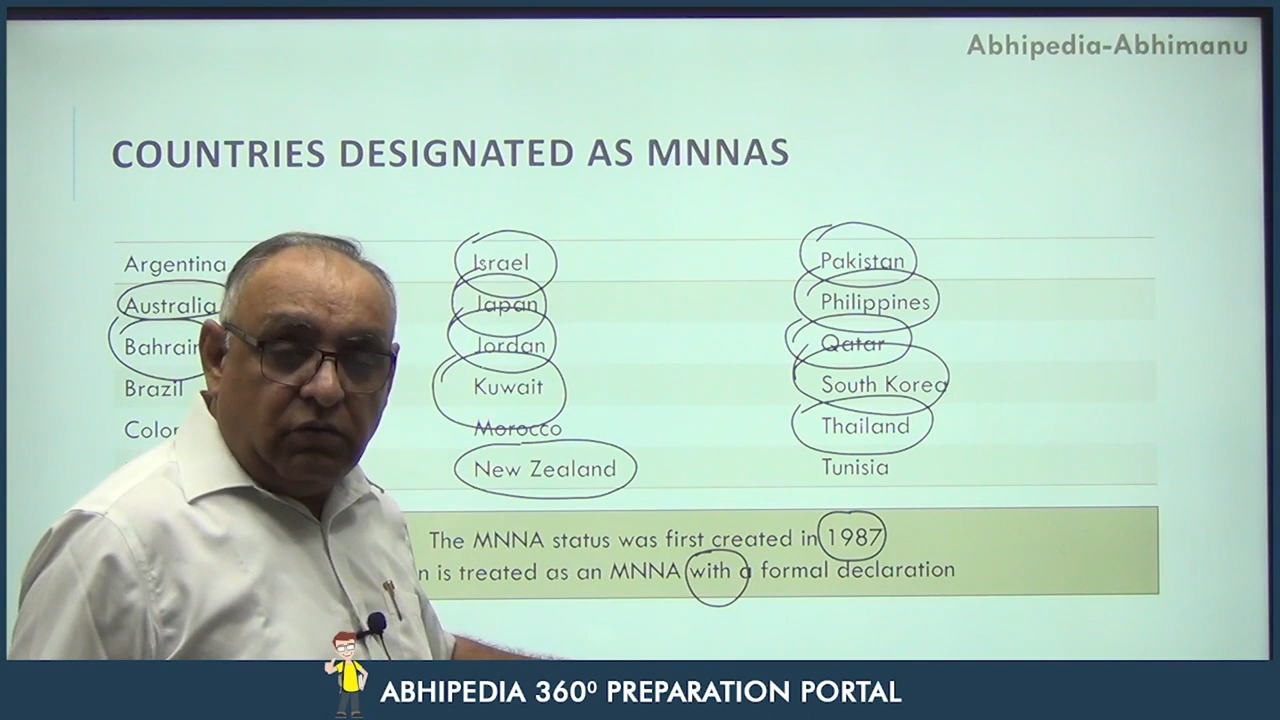 Abhipedia-Abhimanu
COUNTRIES DESIGNATED AS MNNAS
Argentina Israel Pakistan
Australia Japan Philippines
Bahrain Jordan Qatar
Brazil Kuwait South Korea
Morocco Thailand
New Zealand Tunisia
The MNNA status was first created in 1987
is treated as an MNNA with a formal declaration
ABHIPEDIA 360⁰ PREPARATION PORTAL